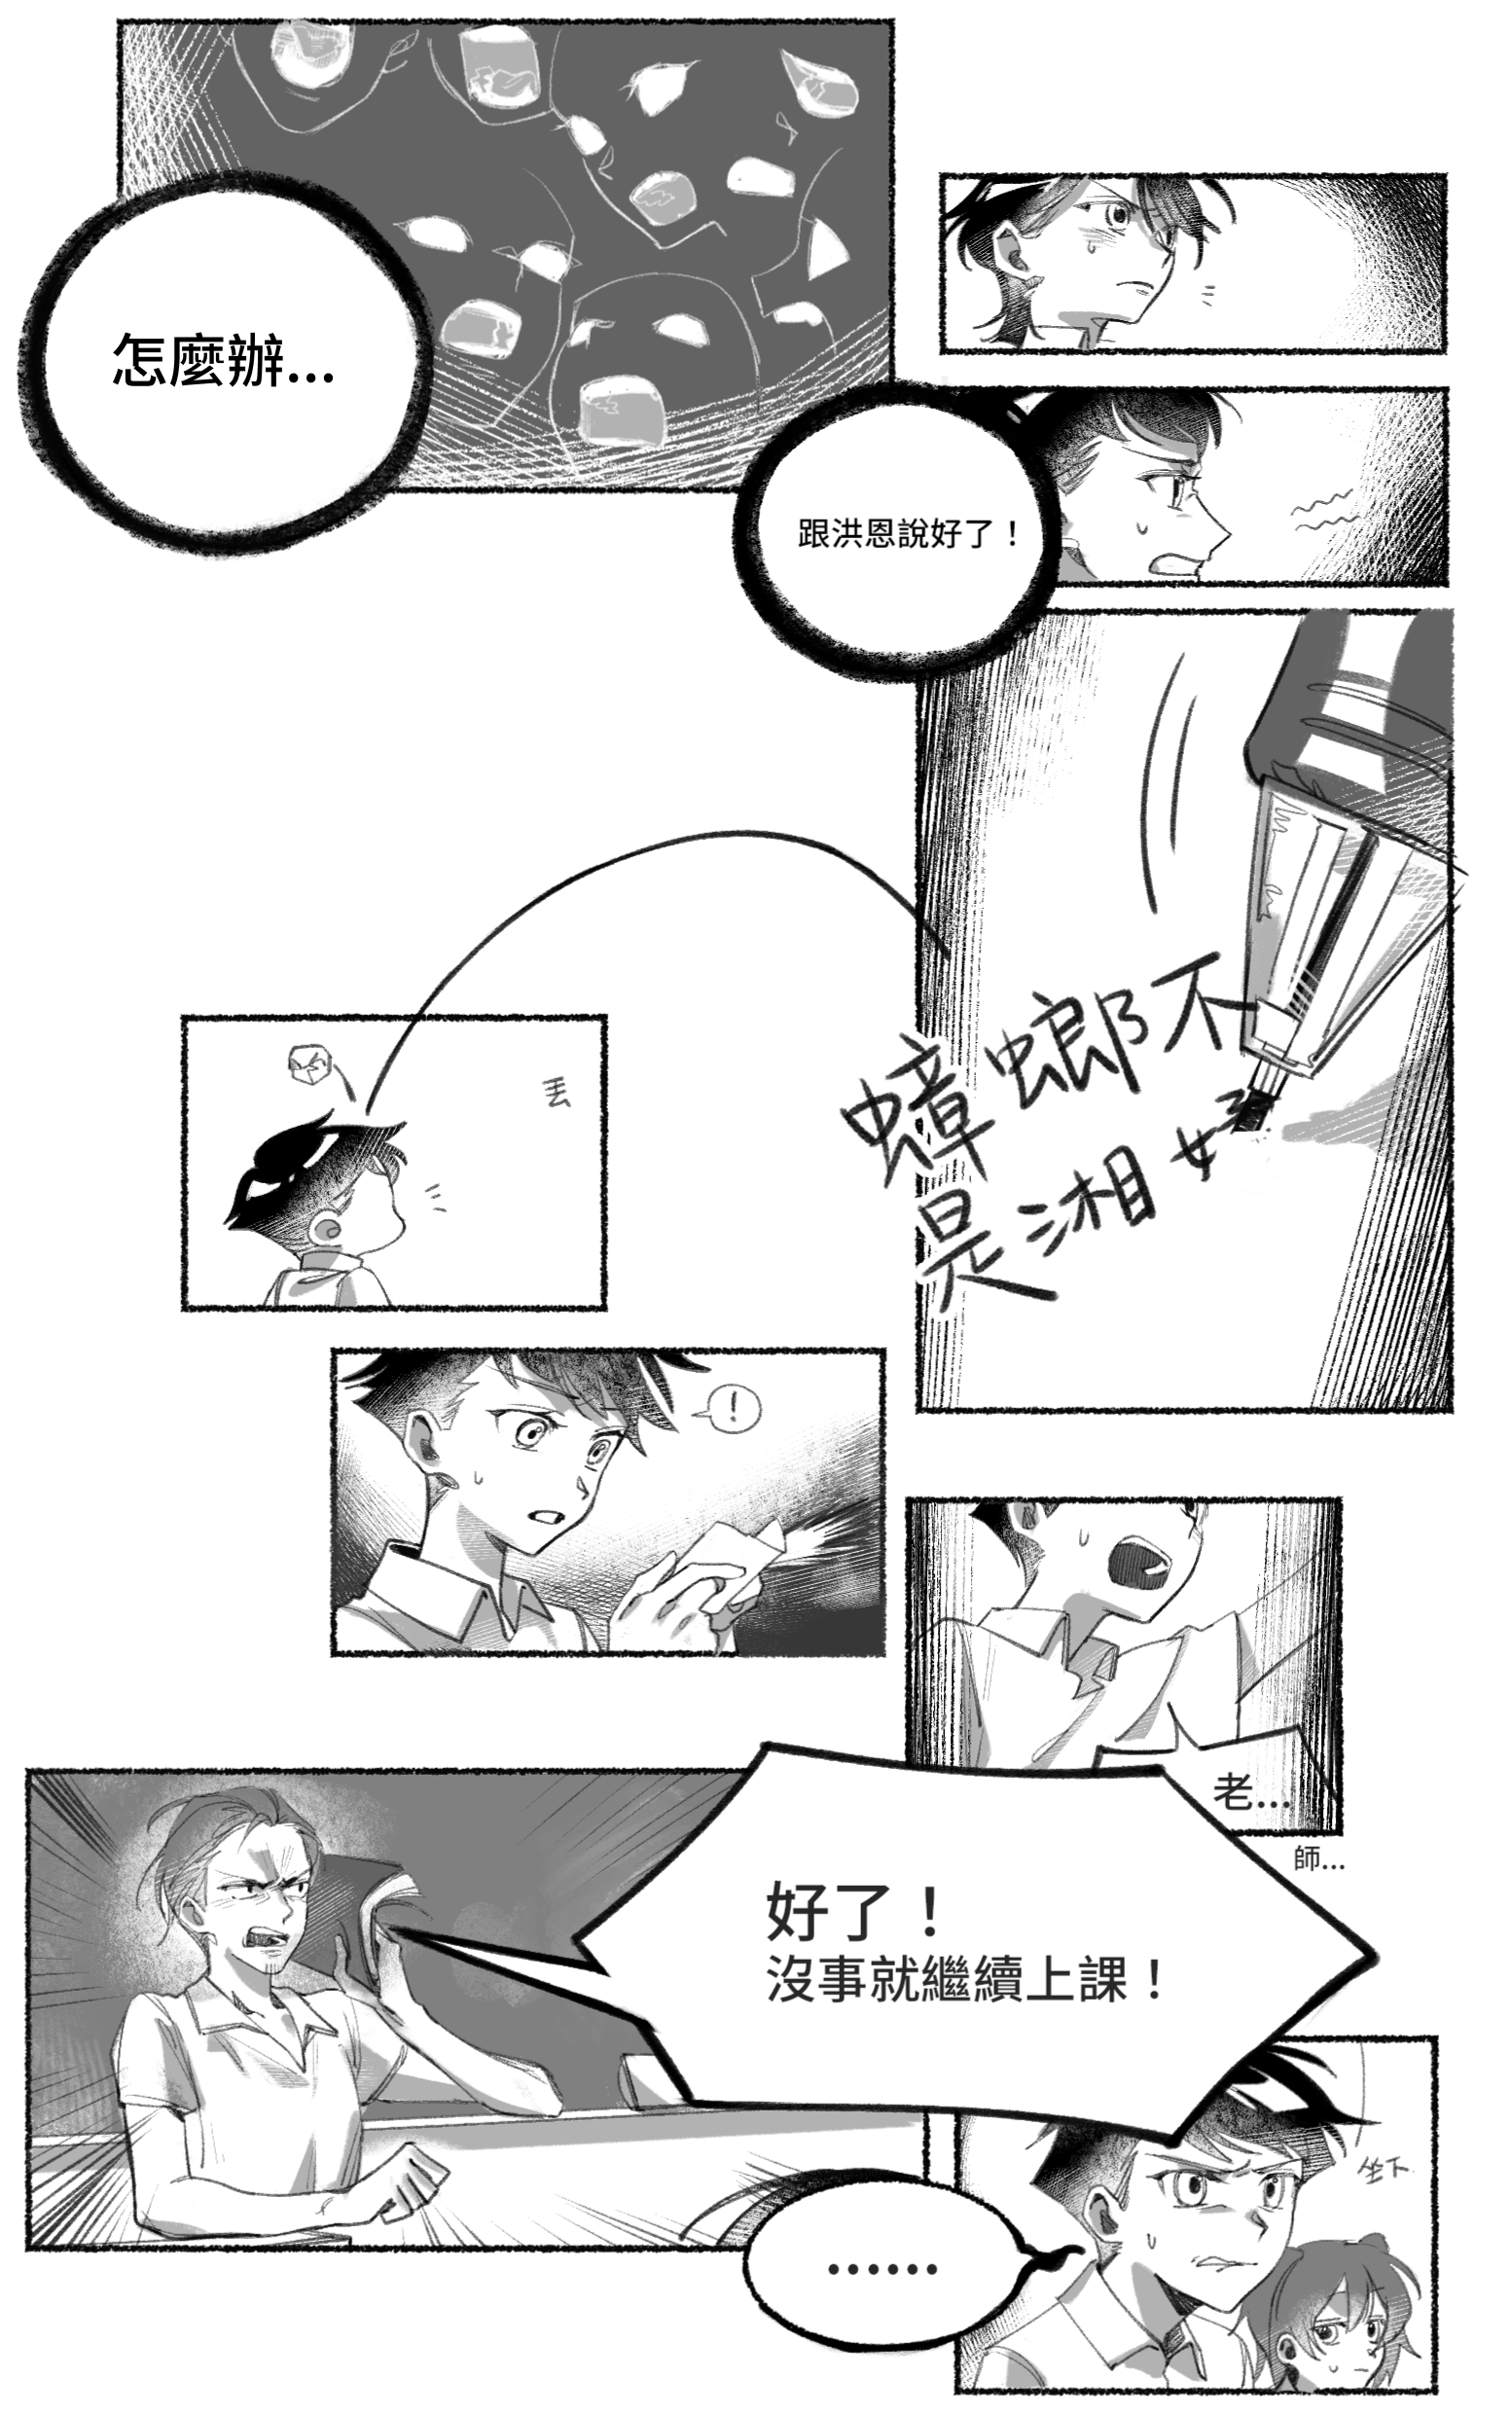 怎麼辦...
跟洪恩說好了！
蟑螂不
是湘好
丟
！
老...
師...
好了！
沒事就繼續上課！
坐下
......